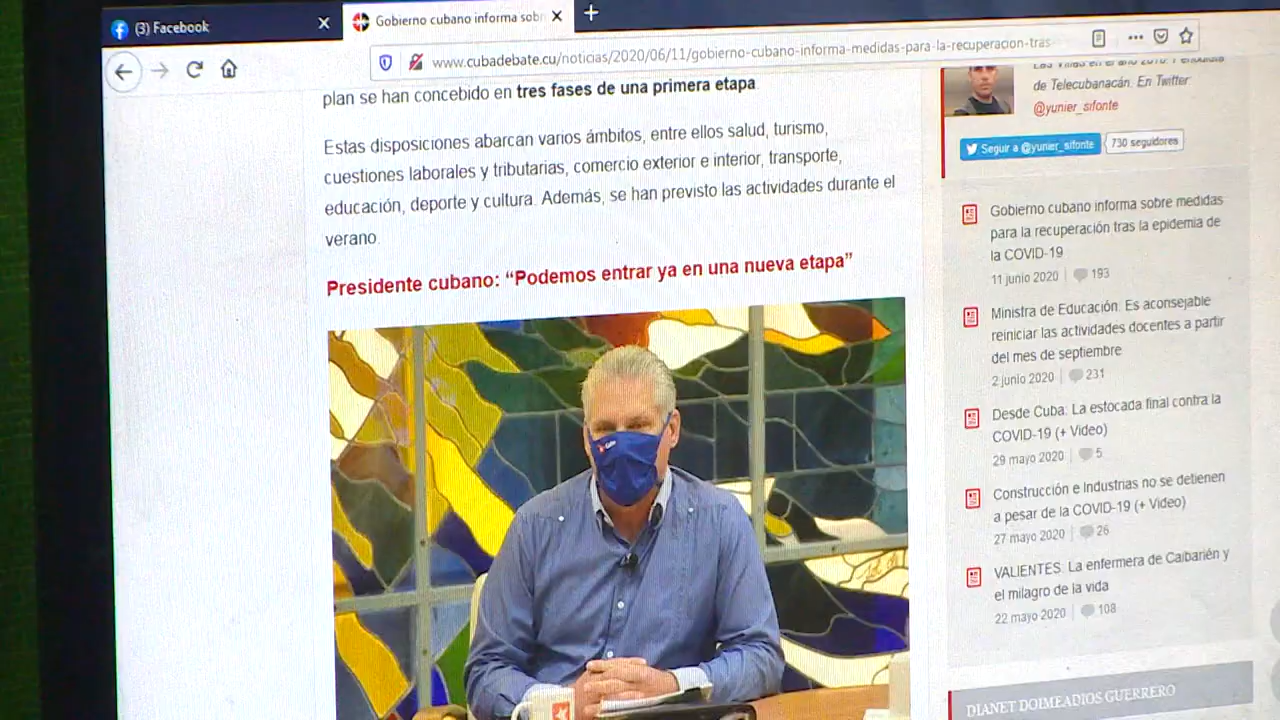 (3) Facebook
Gobierno cubano informa sobr
www.cubadebate.cu/noticias/2020/06/11/gobierno-cubano-informa-medidas-para-la-recuperacion-tras-
plan se han concebido en tres fases de una primera etapa.
Estas disposiciones abarcan varios ámbitos, entre ellos salud, turismo,
cuestiones laborales y tributarias, comercio exterior e interior, transporte,
educación, deporte y cultura. Además, se han previsto las actividades durante el
verano.
Presidente cubano: “Podemos entrar ya en una nueva etapa”
de Telecubanacán. En Twitter:
@yunier_sifonte
Seguir a @yunier_sifonte
730 seguidores
Gobierno cubano informa sobre medidas
para la recuperación tras la epidemia de
la COVID-19
11 junio 2020 | 193
Ministra de Educación: Es aconsejable
reiniciar las actividades docentes a partir
del mes de septiembre
2 junio 2020 | 231
Desde Cuba: La estocada final contra la
COVID-19 (+ Video)
29 mayo 2020 | 5
Construcción e Industrias no se detienen
a pesar de la COVID-19 (+ Video)
27 mayo 2020 | 26
VALIENTES: La enfermera de Caibarién y
el milagro de la vida
22 mayo 2020 | 108
DIANET DOIMEADIOS GUERRERO